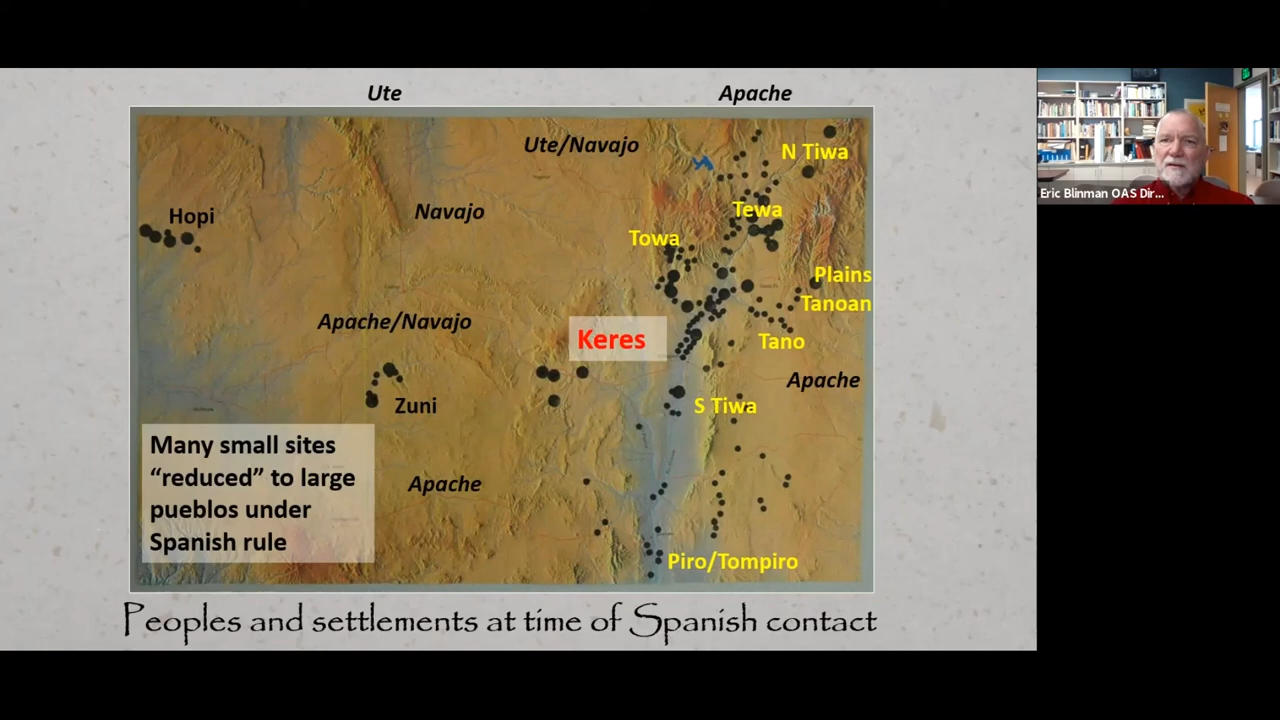 Ute
Apache
Ute/Navajo
N Tiwa
Hopi
Navajo
Tewa
Towa
Plains
Tanoan
Apache/Navajo
Keres
Tano
Apache
Zuni
S Tiwa
Many small sites
“reduced” to large
pueblos under
Spanish rule
Apache
Piro/Tompiro
Peoples and settlements at time of Spanish contact
Eric Blinman OAS Dir...